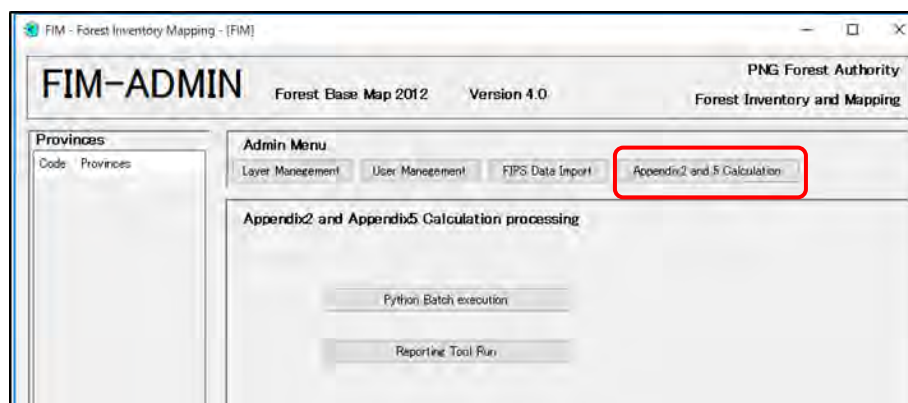 FIM - Forest Inventory Mapping - [FIM]
FIM-ADMIN Forest Base Map 2012 Version 4.0
PNG Forest Authority
Forest Inventory and Mapping
Provinces
Code Provinces
Admin Menu
Layer Management User Management FIPS Data Import Appendix2 and 5 Calculation
Appendix2 and Appendix5 Calculation processing
Python Batch execution
Reporting Tool Run